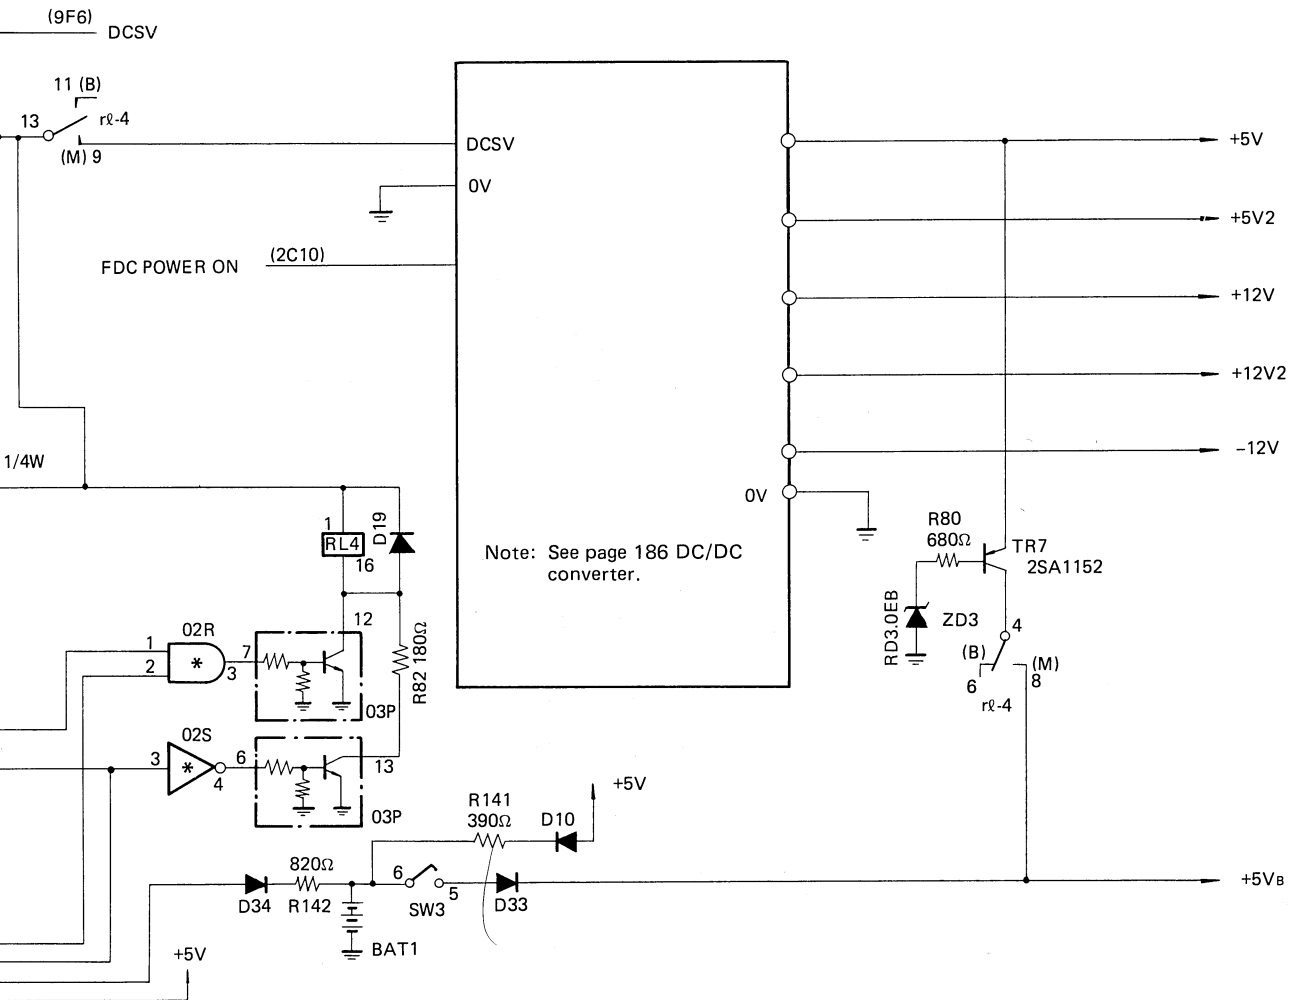 (9F6)
DCSV
11 (B)
13
rℓ-4
(M) 9
DCSV
0V
FDC POWER ON
(2C10)
+5V
+5V2
+12V
+12V2
-12V
0V
1/4W
1
RL4
16
D19
Note: See page 186 DC/DC
converter.
R80
680Ω
TR7
2SA1152
RD3.0EB
ZD3
4
(B)
6
(M)
8
rℓ-4
02R
1
2
*
3
7
12
03P
R82 180Ω
02S
3
*
4
6
13
03P
R141
390Ω
D10
+5V
820Ω
D34
R142
6
5
SW3
D33
+5VB
BAT1
+5V